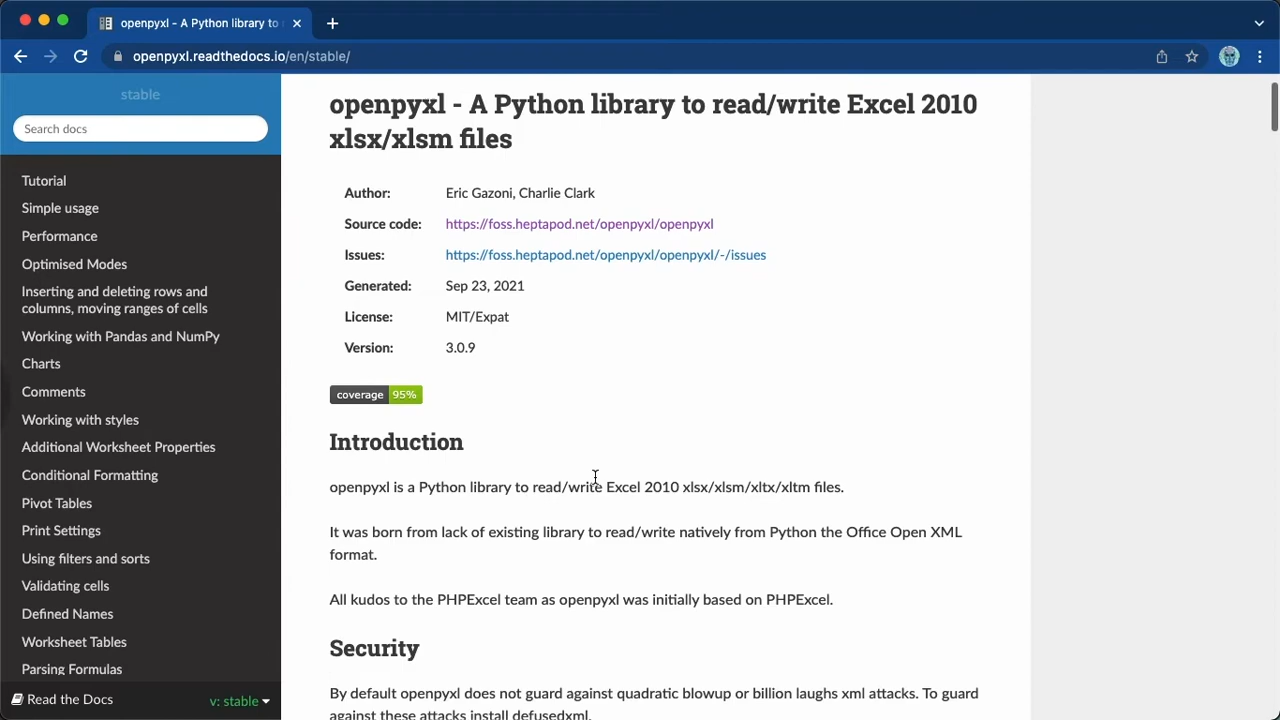 openpyxl - A Python library to
openpyxl.readthedocs.io/en/stable/
stable
Search docs
Tutorial
Simple usage
Performance
Optimised Modes
Inserting and deleting rows and
columns, moving ranges of cells
Working with Pandas and NumPy
Charts
Comments
Working with styles
Additional Worksheet Properties
Conditional Formatting
Pivot Tables
Print Settings
Using filters and sorts
Validating cells
Defined Names
Worksheet Tables
Parsing Formulas
Read the Docs
v: stable
openpyxl - A Python library to read/write Excel 2010
xlsx/xlsm files
Author: Eric Gazoni, Charlie Clark
Source code: https://foss.heptapod.net/openpyxl/openpyxl
Issues: https://foss.heptapod.net/openpyxl/openpyxl/-/issues
Generated: Sep 23, 2021
License: MIT/Expat
Version: 3.0.9
coverage 95%
Introduction
openpyxl is a Python library to read/write Excel 2010 xlsx/xlsm/xltx/xltm files.
It was born from lack of existing library to read/write natively from Python the Office Open XML
format.
All kudos to the PHPExcel team as openpyxl was initially based on PHPExcel.
Security
By default openpyxl does not guard against quadratic blowup or billion laughs xml attacks. To guard
against these attacks install defusedxml.